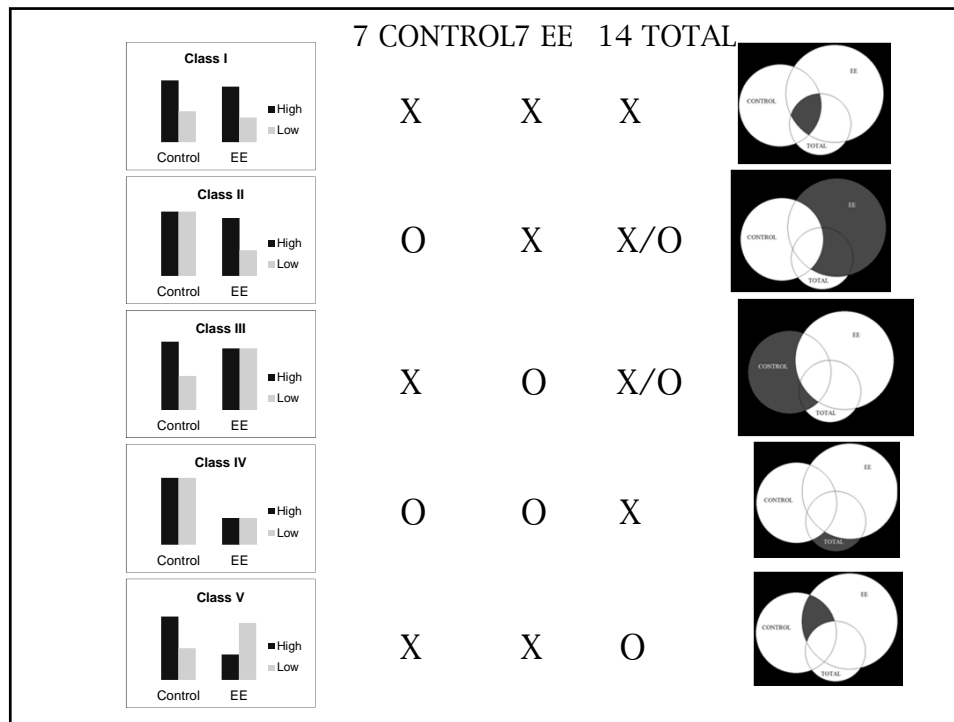 7 CONTROL7 EE 14 TOTAL
Class I
High
Low
Control EE
X X X
CONTROL
EE
TOTAL
Class II
High
Low
Control EE
O X X/O
CONTROL
EE
TOTAL
Class III
High
Low
Control EE
X O X/O
CONTROL
EE
TOTAL
Class IV
High
Low
Control EE
O O X
CONTROL
EE
TOTAL
Class V
High
Low
Control EE
X X O
CONTROL
EE
TOTAL